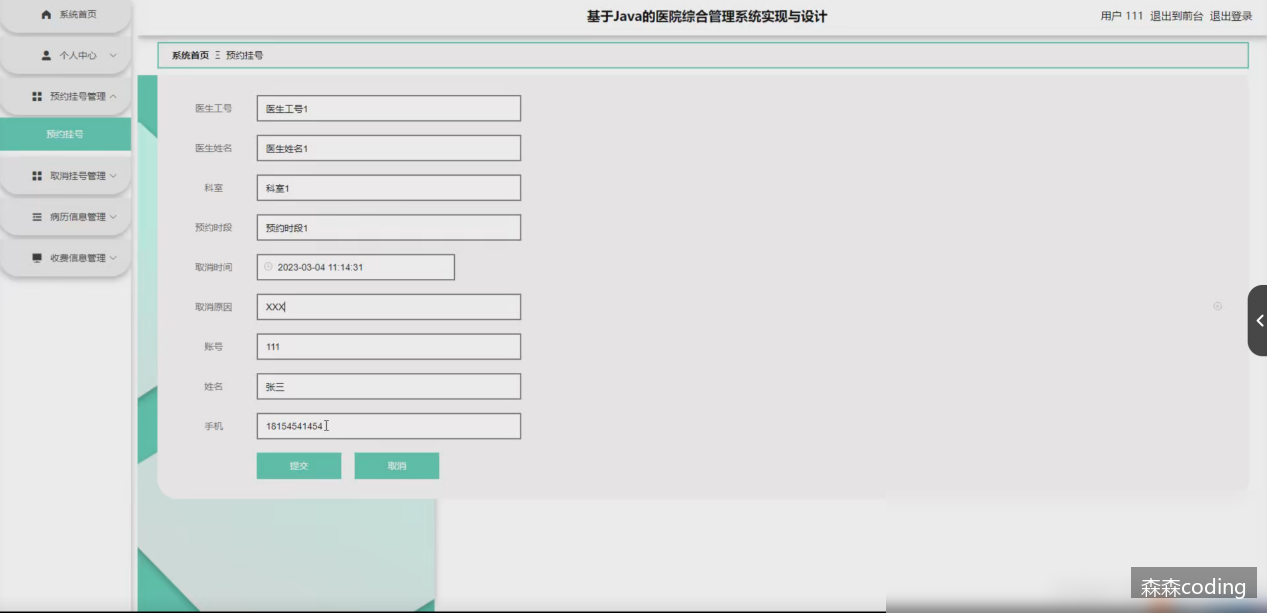 系统首页
个人中心
预约挂号管理
预约挂号
取消挂号管理
病历信息管理
收费信息管理
基于Java的医院综合管理系统实现与设计
用户 111 退出到前台 退出登录
系统首页 Ξ 预约挂号
医生工号 医生工号1
医生姓名 医生姓名1
科室 科室1
预约时段 预约时段1
取消时间 2023-03-04 11:14:31
取消原因 XXX
账号 111
姓名 张三
手机 18154541454
提交 取消
森森coding